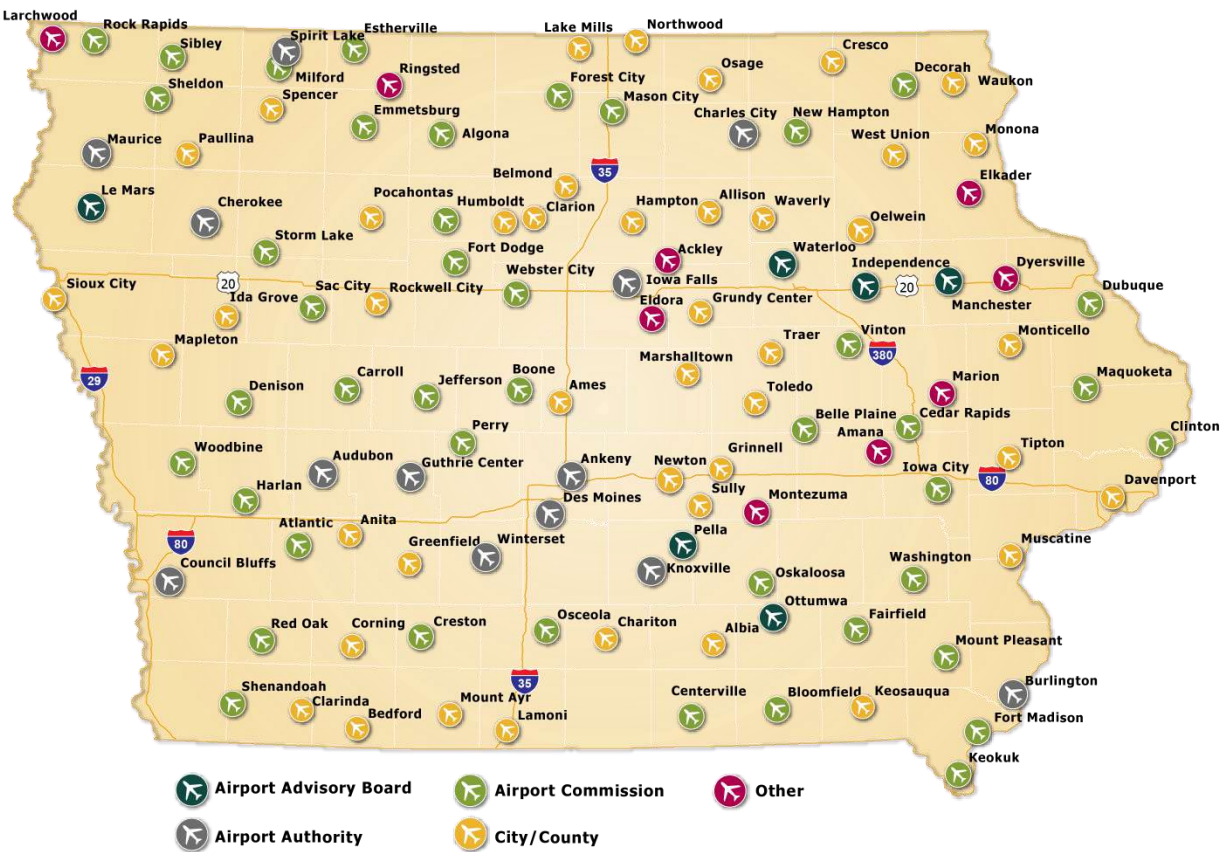 Larchwood
Rock Rapids
Sibley
Spirit Lake
Estherville
Lake Mills
Northwood
Milford
Ringsted
Osage
Cresco
Decorah
Waukon
Sheldon
Spencer
Emmetsburg
Algona
Forest City
Mason City
Charles City
New Hampton
West Union
Monona
Maurice
Paullina
Elkader
35
Le Mars
Cherokee
Pocahontas
Humboldt
Belmond
Clarion
Hampton
Allison
Waverly
Oelwein
Storm Lake
Fort Dodge
Webster City
Ackley
Iowa Falls
Waterloo
Independence
Dyersville
Manchester
Dubuque
20
20
Sioux City
Ida Grove
Sac City
Rockwell City
Eldora
Grundy Center
Mapleton
Traer
Vinton
Monticello
380
Marshalltown
29
Denison
Carroll
Jefferson
Boone
Ames
Toledo
Marion
Maquoketa
Belle Plaine
Cedar Rapids
Perry
Amana
Clinton
Woodbine
Audubon
Guthrie Center
Ankeny
Newton
Grinnell
Iowa City
Tipton
80
Davenport
Harlan
Des Moines
Sully
Montezuma
Atlantic
Anita
Greenfield
Winterset
Pella
Knoxville
Muscatine
80
Council Bluffs
Oskaloosa
Washington
Ottumwa
Fairfield
Red Oak
Corning
Creston
Osceola
Chariton
Albia
Mount Pleasant
35
Shenandoah
Clarinda
Bedford
Mount Ayr
Lamoni
Centerville
Bloomfield
Keosauqua
Burlington
Fort Madison
Keokuk
Airport Advisory Board
Airport Commission
Other
Airport Authority
City/County